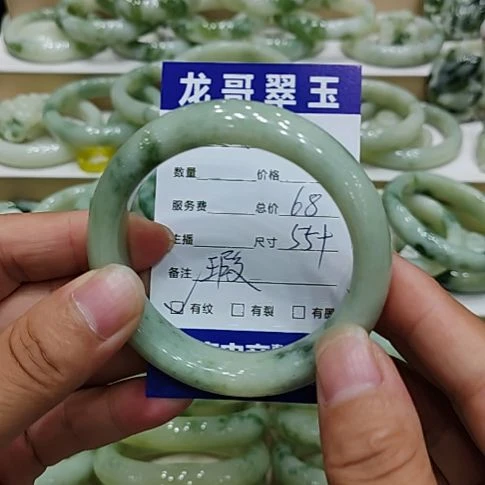 龙哥翠玉
数量 价格
服务费 总价 68
主播 尺寸 55+
备注 瑕
☑ 有纹 □ 有裂 □ 有